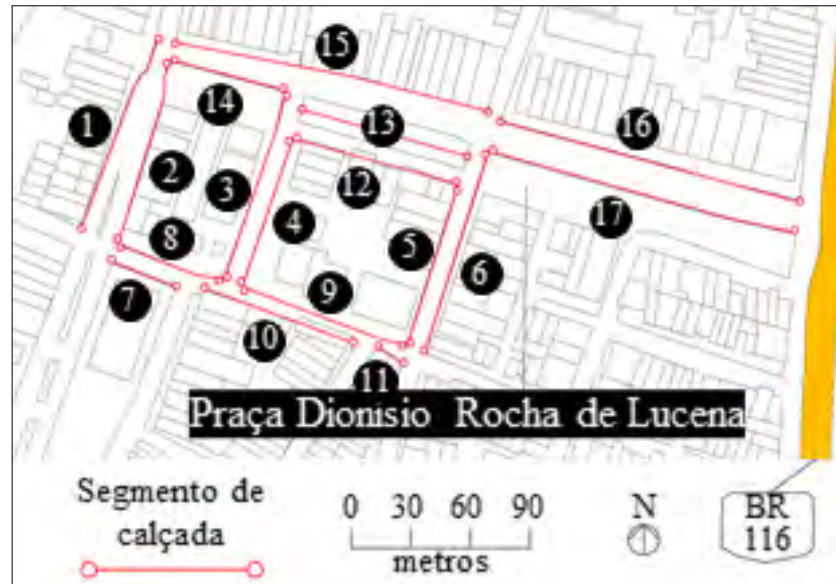 15
14
1
13
16
2
3
12
17
4
5
8
6
9
7
10
11
Praça Dionisio Rocha de Lucena
Segmento de
calçada
0 30 60 90
metros
N
BR
116